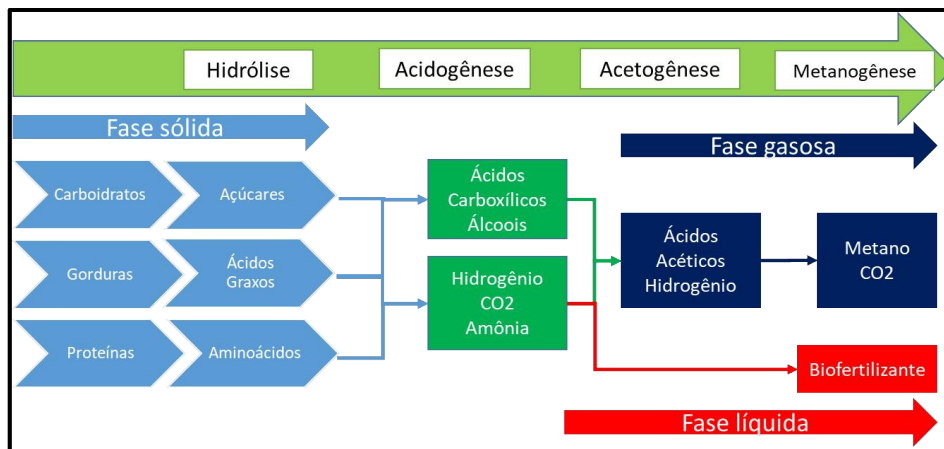 Hidrólise
Acidogênese
Acetogênese
Metanogênese
Fase sólida
Fase gasosa
Carboidratos
Açúcares
Ácidos
Carboxílicos
Álcoois
Gorduras
Ácidos
Graxos
Hidrogênio
CO2
Amônia
Ácidos
Acéticos
Hidrogênio
Metano
CO2
Proteínas
Aminoácidos
Biofertilizante
Fase líquida